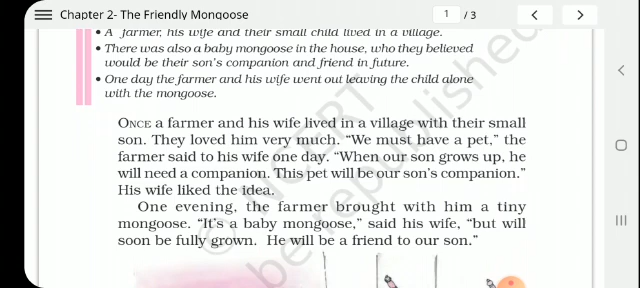 Chapter 2- The Friendly Mongoose
1 / 3
• A farmer, his wife and their small child lived in a village.
• There was also a baby mongoose in the house, who they believed
would be their son's companion and friend in future.
• One day the farmer and his wife went out leaving the child alone
with the mongoose.
ONCE a farmer and his wife lived in a village with their small
son. They loved him very much. “We must have a pet,” the
farmer said to his wife one day. “When our son grows up, he
will need a companion. This pet will be our son's companion.”
His wife liked the idea.
One evening, the farmer brought with him a tiny
mongoose. “It's a baby mongoose,” said his wife, “but will
soon be fully grown. He will be a friend to our son.”
© NCERT
be republished